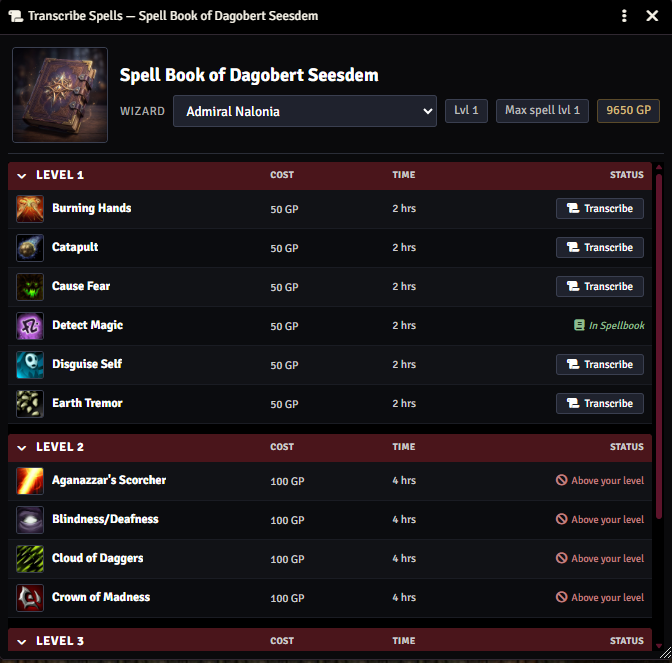 Transcribe Spells — Spell Book of Dagobert Seesdem
Spell Book of Dagobert Seesdem
WIZARD Admiral Nalonia Lvl 1 Max spell lvl 1 9650 GP
LEVEL 1 COST TIME STATUS
Burning Hands 50 GP 2 hrs Transcribe
Catapult 50 GP 2 hrs Transcribe
Cause Fear 50 GP 2 hrs Transcribe
Detect Magic 50 GP 2 hrs In Spellbook
Disguise Self 50 GP 2 hrs Transcribe
Earth Tremor 50 GP 2 hrs Transcribe
LEVEL 2 COST TIME STATUS
Aganazzar's Scorcher 100 GP 4 hrs Above your level
Blindness/Deafness 100 GP 4 hrs Above your level
Cloud of Daggers 100 GP 4 hrs Above your level
Crown of Madness 100 GP 4 hrs Above your level
LEVEL 3 COST TIME STATUS